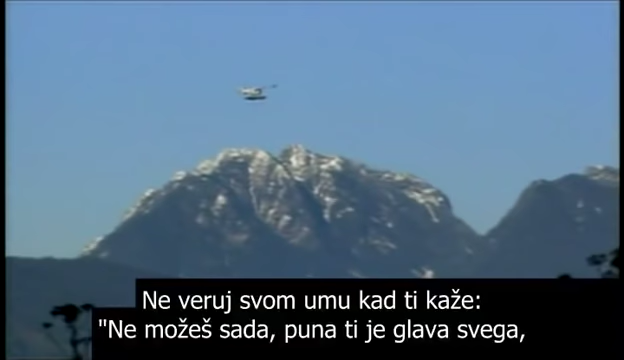 Ne veruj svom umu kad ti kaže:
"Ne možeš sada, puna ti je glava svega,